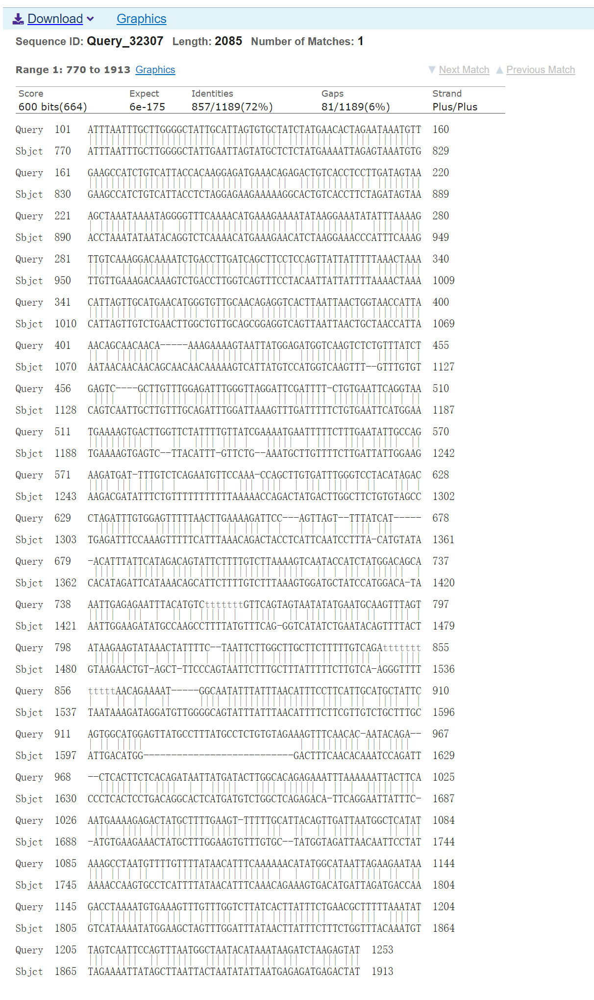 Download Graphics
Sequence ID: Query_32307 Length: 2085 Number of Matches: 1
Range 1: 770 to 1913 Graphics Next Match Previous Match
Score Expect Identities Gaps Strand
600 bits(664) 6e-175 857/1189(72%) 81/1189(6%) Plus/Plus
Query 101 ATTTAATTTGCTTGGGGCTATTGCATTAGTGTGCTATCTATGAACACTAGAATAAATGTT 160
Sbjct 770 ATTTAATTTGCTTGGGGCTATTGAATTAGTATGCTCTCTATGAAAATTAGAGTAAATGTG 829
Query 161 GAAGCCATCTGTCATTACCACAAGGAGATGAAACAGAGACTGTCACCTCCTTGATAGTAA 220
Sbjct 830 GAAGCCATCTGTCATTACCTCTAGGAGAAGAAAAAGGCACTGTCACCTTCTAGATAGTAA 889
Query 221 AGCTAAATAAAATAGGGGTTTCAAAACATGAAAGAAAATATAAGGAAATATATTTAAAAG 280
Sbjct 890 ACCTAAATATAATACAGGTCTCAAAACATGAAAGAACATCTAAGGAAACCCATTTCAAAG 949
Query 281 TTGTCAAAGGACAAAATCTGACCTTGATCAGCTTCCTCCAGTTATTATTTTTAAACTAAA 340
Sbjct 950 TTGTTGAAAGACAAAGTCTGACCTTGGTCAGTTTCCTACAATTATTATTTTAAAACTAAA 1009
Query 341 CATTAGTTGCATGAACATGGGTGTTGCAACAGAGGTCACTTAATTAACTGGTAACCATTA 400
Sbjct 1010 CATTAGTTGTCTGAACTTGGCTGTTGCAGCGGAGGTCAGTTAATTAACTGCTAACCATTA 1069
Query 401 AACAGCAACAACA-----AAAGAAAAGTAATTATGGAGATGGTCAAGTCTCTGTTTATCT 455
Sbjct 1070 AATAACAACAACAGCAACAACAAAAAGTCATTATGTCCATGGTCAAGTTT--GTTTGTGT 1127
Query 456 GAGTC----GCTTGTTTGGAGATTTGGGTTAGGATTCGATTTT-CTGTGAATTCAGGTAA 510
Sbjct 1128 CAGTCAATTGCTTGTTTGCAGATTTGGATTAAAGTTTGATTTTTCTGTGAATTCATGGAA 1187
Query 511 TGAAAAGTGACTTGGTTCTATTTTGTTATCGAAAATGAATTTTTCTTTGAATATTGCCAG 570
Sbjct 1188 TGAAAAGTGAGTC--TTACATTT-GTTCTG--AAATGCTTGTTTTCTTGATTATTGGAAG 1242
Query 571 AAGATGAT-TTTGTCTCAGAATGTTCCAAA-CCAGCTTGTGATTTGGGTCCTACATAGAC 628
Sbjct 1243 AAGACGATATTTCTGTTTTTTTTTTTAAAAACCAGACTATGACTTGGCTTCTGTGTAGCC 1302
Query 629 CTAGATTTGTGGAGTTTTTAACTTGAAAAGATTCC---AGTTAGT--TTTATCAT----- 678
Sbjct 1303 TGAGATTTCCAAAGTTTTTCATTTAAACAGACTACCTCATTCAATCCTTTA-CATGTATA 1361
Query 679 -ACATTTATTCATAGACAGTATTCTTTTGTCTTAAAAGTCAATACCATCTATGGACAGCA 737
Sbjct 1362 CACATAGATTCATAAACAGCATTCTTTTGTCTTTAAAGTGGATGCTATCCATGGACA-TA 1420
Query 738 AATTGAGAGAATTTACATGTCtttttttGTTCAGTAGTAATATATGAATGCAAGTTTAGT 797
Sbjct 1421 AATTGGAAGATATGCCAAGCCTTTTATGTTTCAG-GGTCATATCTGAATACAGTTTTACT 1479
Query 798 ATAAGAAGTATAAACTATTTTC--TAATTCTTGGCTTGCTTCTTTTTGTCAGAttttttt 855
Sbjct 1480 GTAAGAACTGT-AGCT-TTCCCAGTAATTCTTTGCTTTATTTTTCTTGTCA-AGGGTTTT 1536
Query 856 tttttAACAGAAAAT-----GGCAATATTTATTTAACATTTCCTTCATTGCATGCTATTC 910
Sbjct 1537 TAATAAAGATAGGATGTTGGGGCAGTATTTATTTAACATTTTCTTCGTTGTCTGCTTTGC 1596
Query 911 AGTGGCATGGAGTTATGCCTTTATGCCTCTGTGTAGAAAGTTTCAACAC-AATACAGA-- 967
Sbjct 1597 ATTGACATGG---------------------------GACTTTCAACACAAATCCAGATT 1629
Query 968 --CTCACTTCTCACAGATAATTATGATACTTGGCACAGAGAAATTTAAAAAATTACTTCA 1025
Sbjct 1630 CCCTCACTCCTGACAGGCACTCATGATGTCTGGCTCAGAGACA-TTCAGGAATTATTTC- 1687
Query 1026 AATGAAAAGAGACTATGCTTTTGAAGT-TTTTTGCATTACAGTTGATTAATGGCTCATAT 1084
Sbjct 1688 -ATGTGAAGAAACTATGCTTTGGAAGTGTTTGTGC--TATGGTAGATTAACAATTCCTAT 1744
Query 1085 AAAGCCTAATGTTTTGTTTTATAACATTTCAAAAAACATATGGCATAATTAGAAGAATAA 1144
Sbjct 1745 AAAACCAAGTGCCTCATTTTATAACATTTCAAACAGAAAGTGACATGATTAGATGACCAA 1804
Query 1145 GACCTAAAATGTGAAAGTTTGTTTGGTCTTATCACTTATTTCTGAACGCTTTTTAAATAT 1204
Sbjct 1805 GTCATAAAATATGGAAGCTAGTTTGGATTTATAACTTATTTCTTTCTGGTTTACAAATGT 1864
Query 1205 TAGTCAATTCCAGTTTAATGGCTAATACATAAATAAGATCTAAGAGTAT 1253
Sbjct 1865 TAGAAAATTATAGCTTAATTACTAATATATTAATGAGAGATGAGACTAT 1913